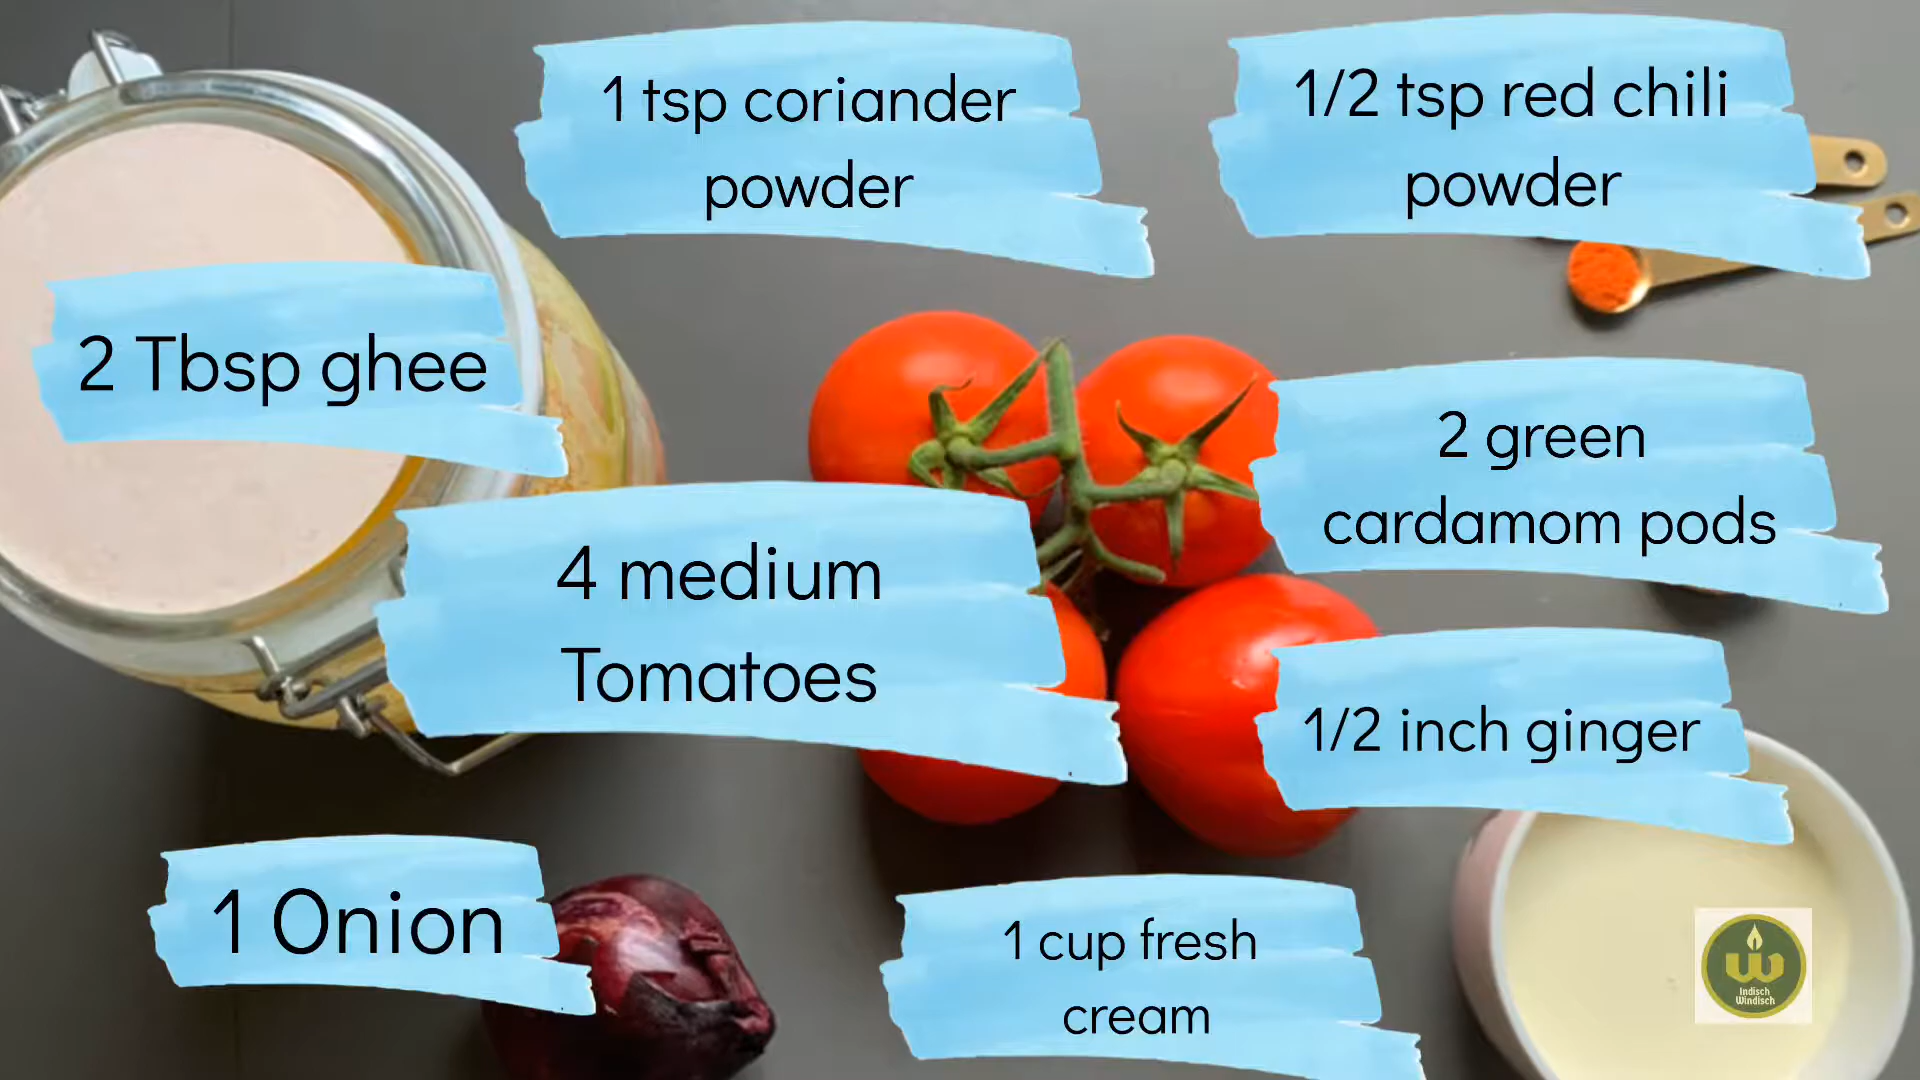 1 tsp coriander
powder
1/2 tsp red chili
powder
2 Tbsp ghee
2 green
cardamom pods
4 medium
Tomatoes
1/2 inch ginger
1 Onion
1 cup fresh
cream
Indisch
Windisch